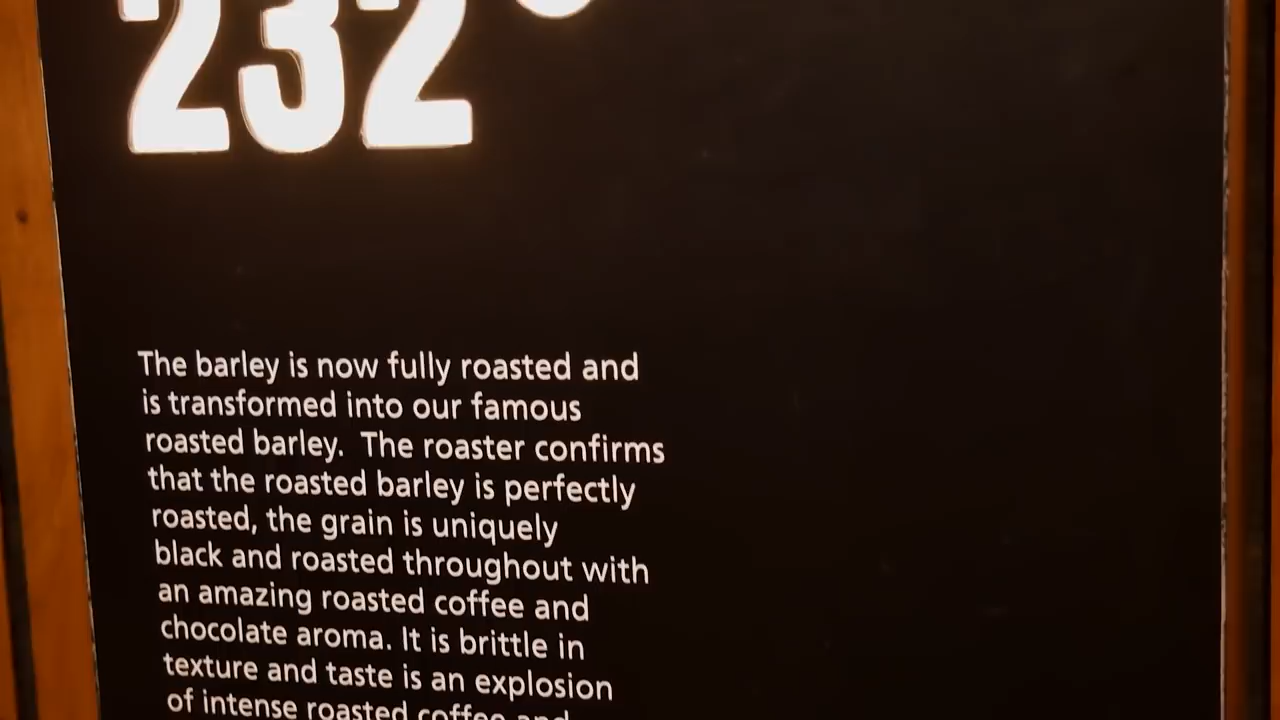 232°
The barley is now fully roasted and
is transformed into our famous
roasted barley.  The roaster confirms
that the roasted barley is perfectly
roasted, the grain is uniquely
black and roasted throughout with
an amazing roasted coffee and
chocolate aroma. It is brittle in
texture and taste is an explosion
of intense roasted coffee and